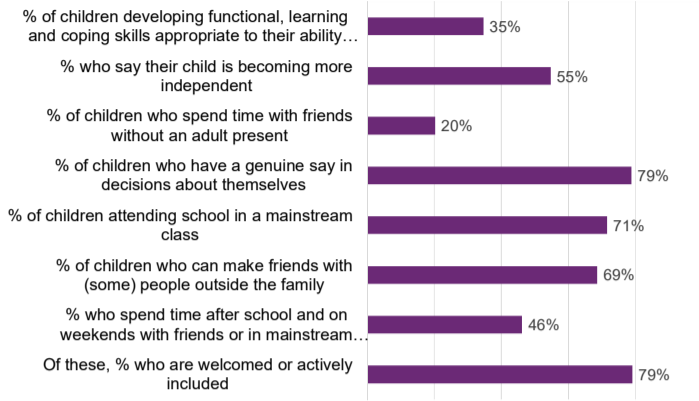 % of children developing functional, learning
and coping skills appropriate to their ability…
35%
% who say their child is becoming more
independent
55%
% of children who spend time with friends
without an adult present
20%
% of children who have a genuine say in
decisions about themselves
79%
% of children attending school in a mainstream
class
71%
% of children who can make friends with
(some) people outside the family
69%
% who spend time after school and on
weekends with friends or in mainstream…
46%
Of these, % who are welcomed or actively
included
79%